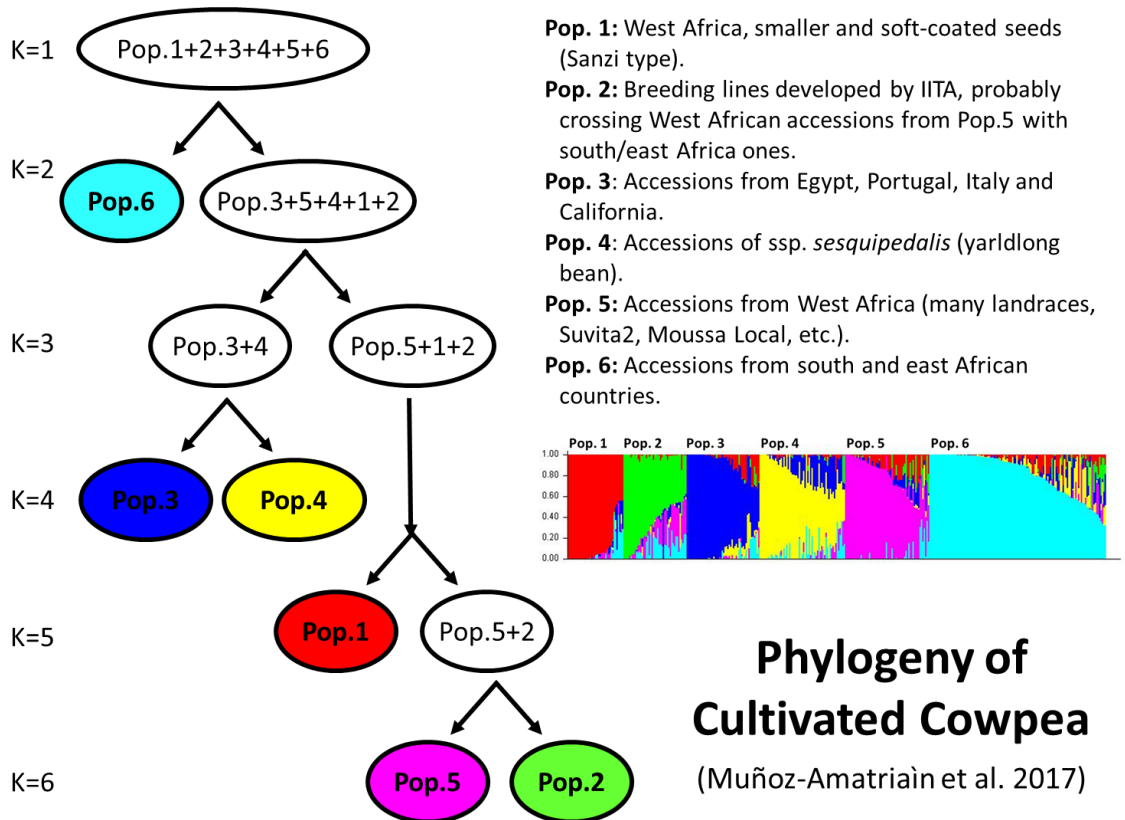 K=1
Pop.1+2+3+4+5+6
K=2
Pop.6
Pop.3+5+4+1+2
K=3
Pop.3+4
Pop.5+1+2
K=4
Pop.3
Pop.4
K=5
Pop.1
Pop.5+2
K=6
Pop.5
Pop.2
Pop. 1: West Africa, smaller and soft-coated seeds
(Sanzi type).
Pop. 2: Breeding lines developed by IITA, probably
crossing West African accessions from Pop.5 with
south/east Africa ones.
Pop. 3: Accessions from Egypt, Portugal, Italy and
California.
Pop. 4: Accessions of ssp. sesquipedalis (yarldlong
bean).
Pop. 5: Accessions from West Africa (many landraces,
Suvita2, Moussa Local, etc.).
Pop. 6: Accessions from south and east African
countries.
Pop. 1 Pop. 2 Pop. 3 Pop. 4 Pop. 5 Pop. 6
1.00
0.80
0.60
0.40
0.20
0.00
Phylogeny of
Cultivated Cowpea
(Muñoz-Amatriaìn et al. 2017)